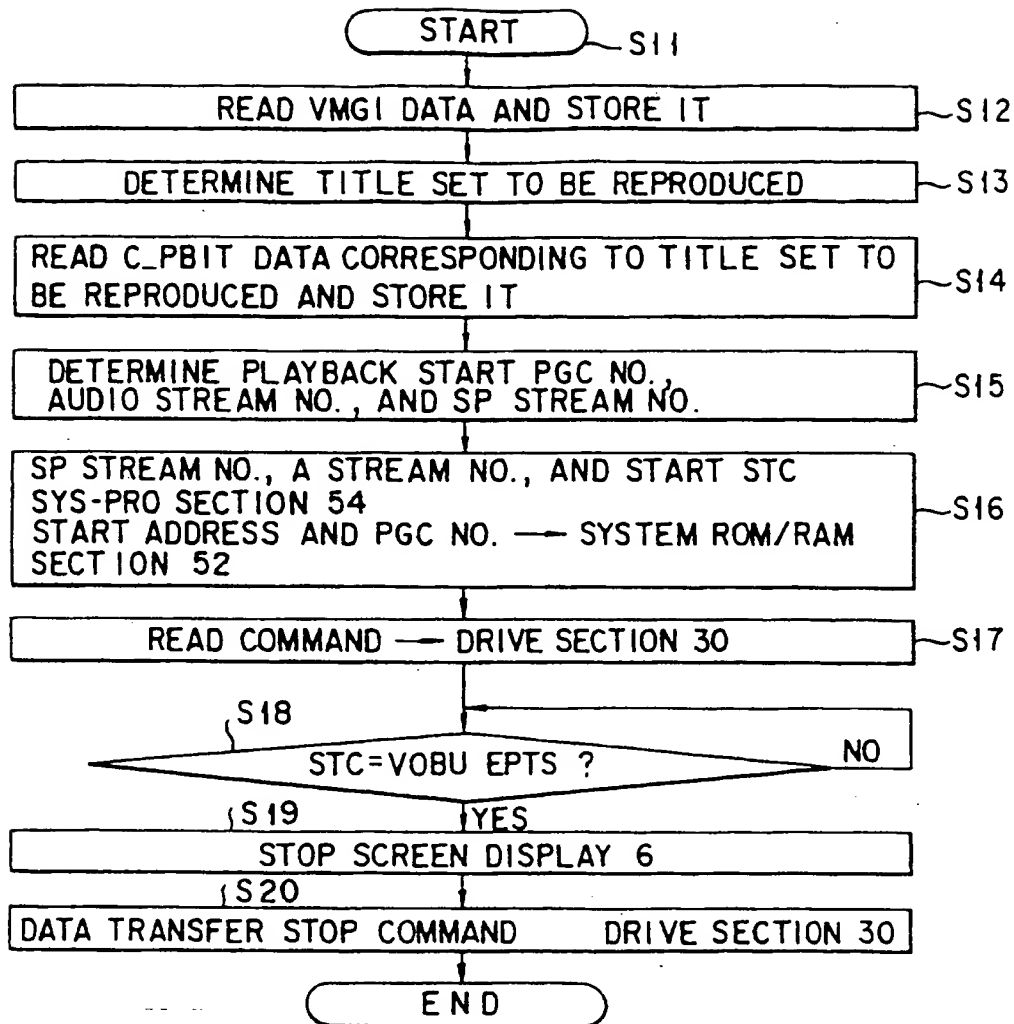 START
S11
READ VMGI DATA AND STORE IT
S12
DETERMINE TITLE SET TO BE REPRODUCED
S13
READ C_PBIT DATA CORRESPONDING TO TITLE SET TO
BE REPRODUCED AND STORE IT
S14
DETERMINE PLAYBACK START PGC NO.,
AUDIO STREAM NO., AND SP STREAM NO.
S15
SP STREAM NO., A STREAM NO., AND START STC
SYS-PRO SECTION 54
START ADDRESS AND PGC NO. → SYSTEM ROM/RAM
SECTION 52
S16
READ COMMAND — DRIVE SECTION 30
S17
S18
STC=VOBU EPTS ?
NO
YES
S19
STOP SCREEN DISPLAY 6
S20
DATA TRANSFER STOP COMMAND DRIVE SECTION 30
END